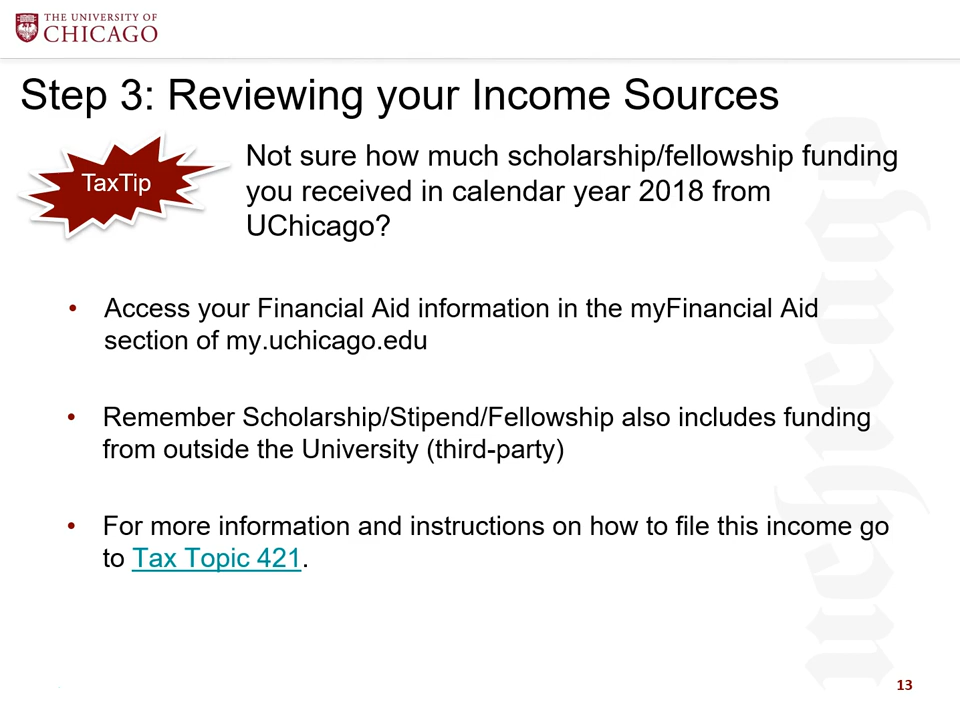 THE UNIVERSITY OF
CHICAGO
Step 3: Reviewing your Income Sources
TaxTip
Not sure how much scholarship/fellowship funding
you received in calendar year 2018 from
UChicago?
• Access your Financial Aid information in the myFinancial Aid
section of my.uchicago.edu
• Remember Scholarship/Stipend/Fellowship also includes funding
from outside the University (third-party)
• For more information and instructions on how to file this income go
to Tax Topic 421.
uchicago
13